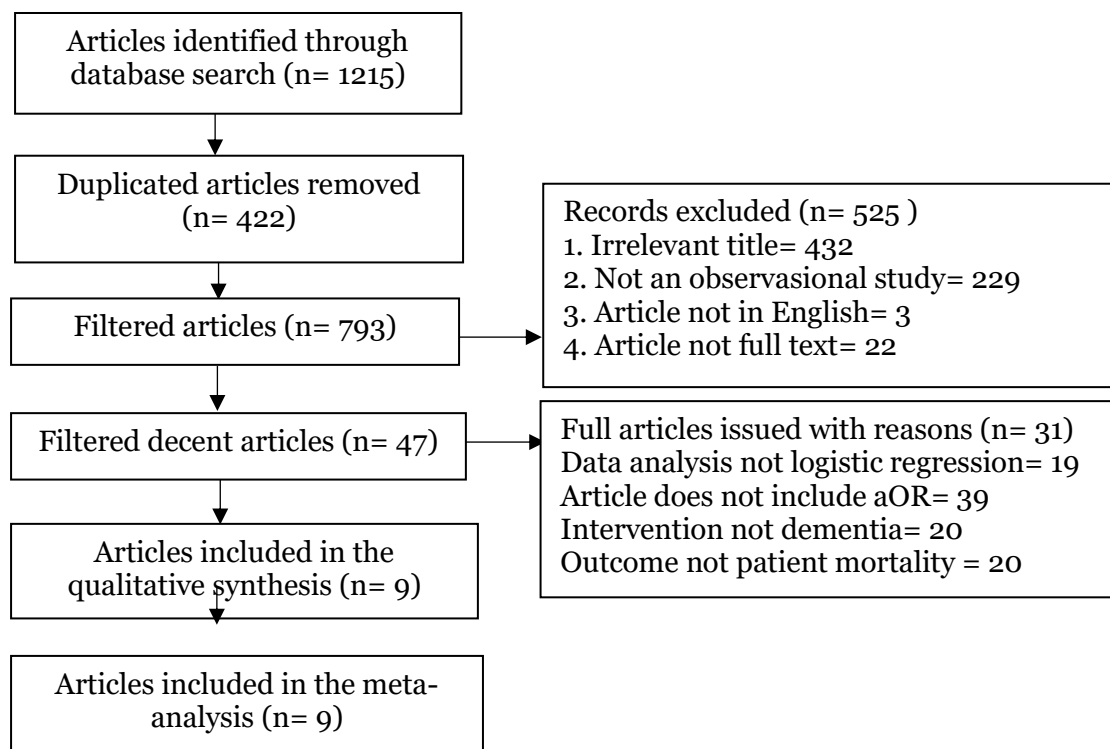 Articles identified through
database search (n= 1215)
Duplicated articles removed
(n= 422)
Records excluded (n= 525 )
1. Irrelevant title= 432
2. Not an observasional study= 229
3. Article not in English= 3
4. Article not full text= 22
Filtered articles (n= 793)
Filtered decent articles (n= 47)
Full articles issued with reasons (n= 31)
Data analysis not logistic regression= 19
Article does not include aOR= 39
Intervention not dementia= 20
Outcome not patient mortality = 20
Articles included in the
qualitative synthesis (n= 9)
Articles included in the meta-
analysis (n= 9)